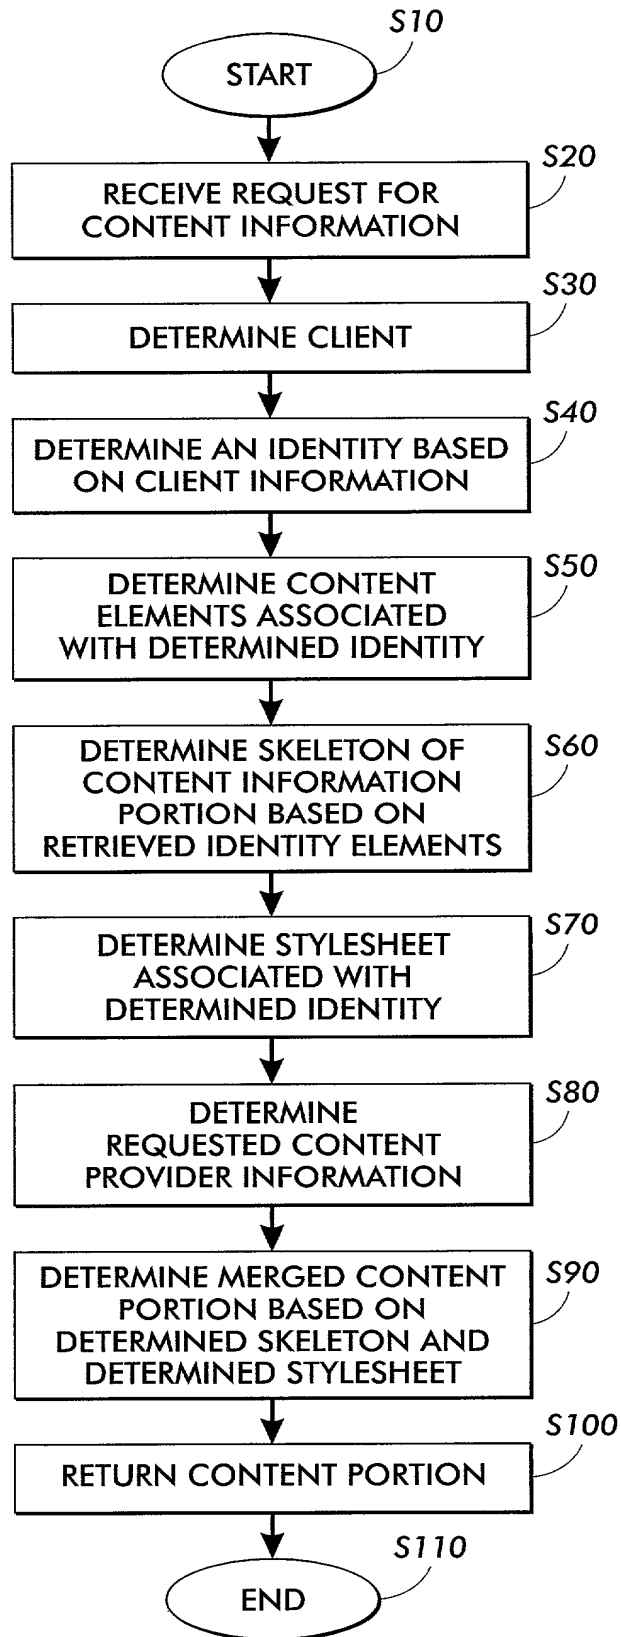 S10
START
S20
RECEIVE REQUEST FOR
CONTENT INFORMATION
S30
DETERMINE CLIENT
S40
DETERMINE AN IDENTITY BASED
ON CLIENT INFORMATION
S50
DETERMINE CONTENT
ELEMENTS ASSOCIATED
WITH DETERMINED IDENTITY
S60
DETERMINE SKELETON OF
CONTENT INFORMATION
PORTION BASED ON
RETRIEVED IDENTITY ELEMENTS
S70
DETERMINE STYLESHEET
ASSOCIATED WITH
DETERMINED IDENTITY
S80
DETERMINE
REQUESTED CONTENT
PROVIDER INFORMATION
S90
DETERMINE MERGED CONTENT
PORTION BASED ON
DETERMINED SKELETON AND
DETERMINED STYLESHEET
S100
RETURN CONTENT PORTION
S110
END